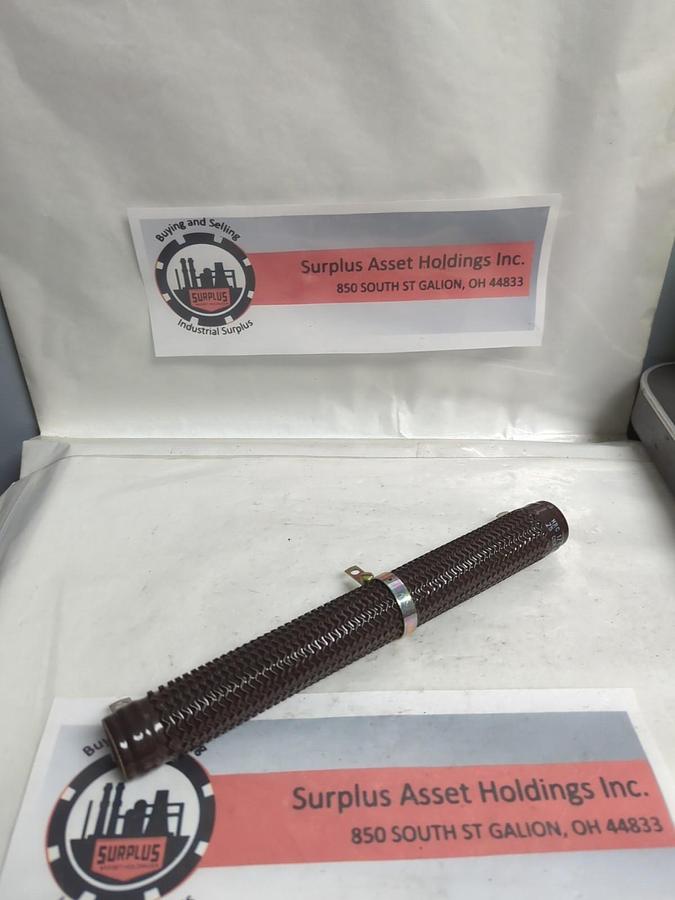 Buying and Selling
SURPLUS
Industrial Surplus
Surplus Asset Holdings Inc.
850 SOUTH ST GALION, OH 44833
SURPLUS
Surplus Asset Holdings Inc.
850 SOUTH ST GALION, OH 44833